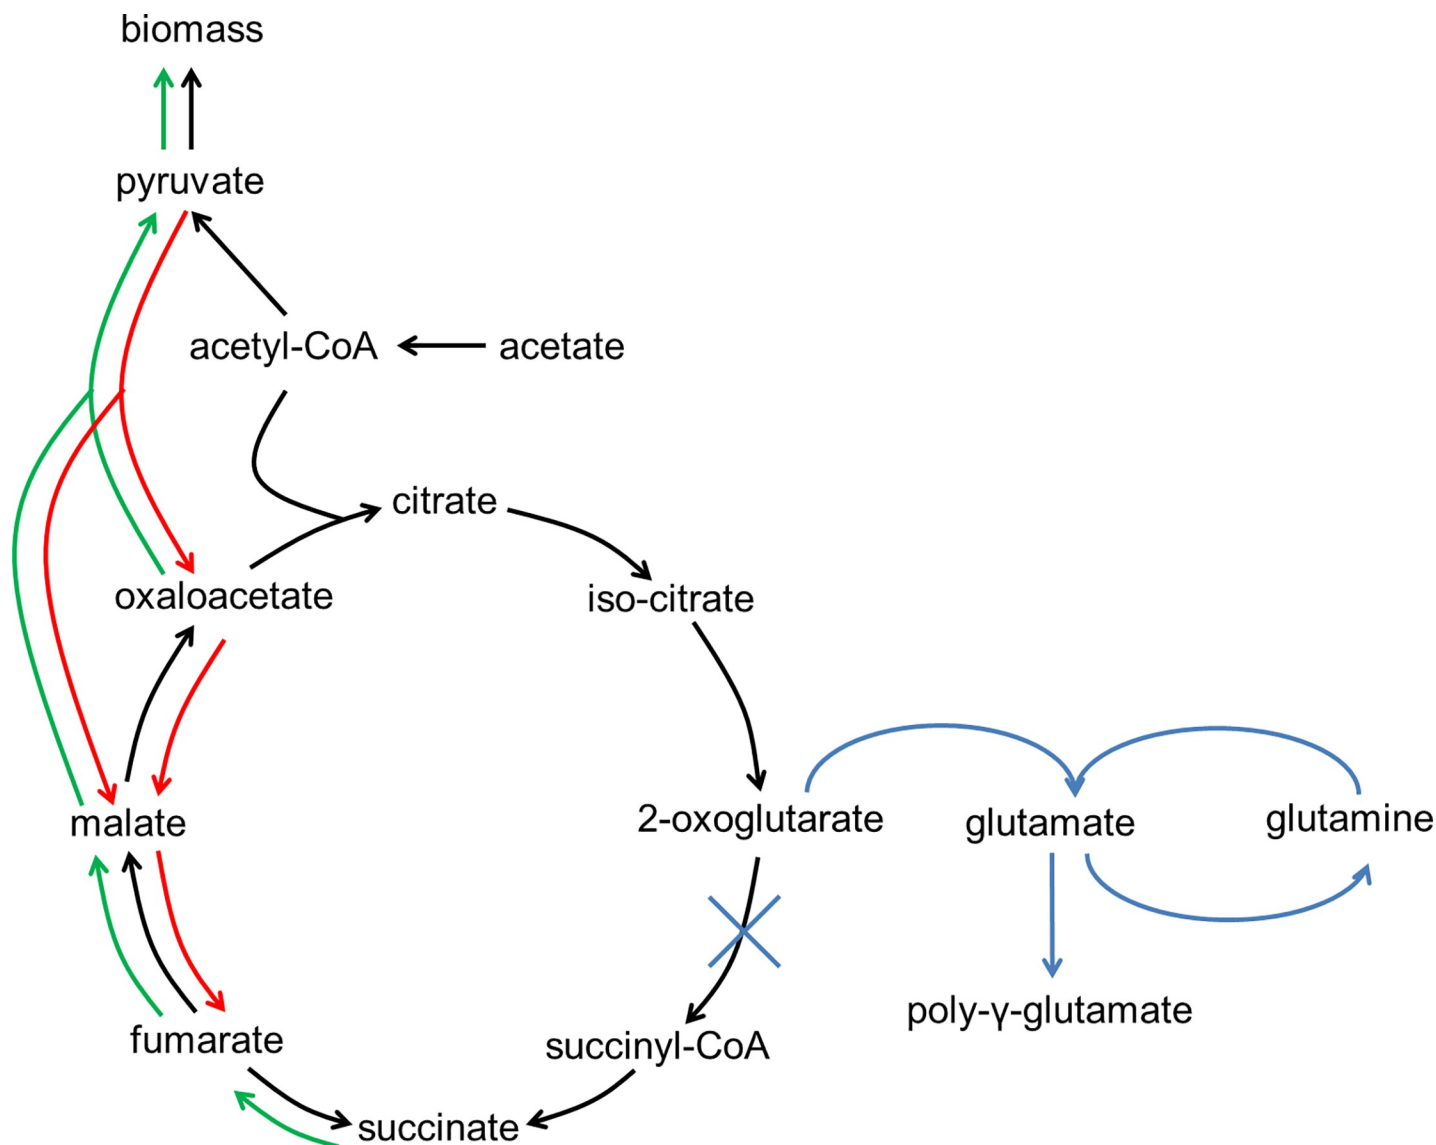 biomass
pyruvate
acetyl-CoA
acetate
citrate
oxaloacetate
iso-citrate
malate
2-oxoglutarate
glutamate
glutamine
poly-γ-glutamate
fumarate
succinyl-CoA
succinate